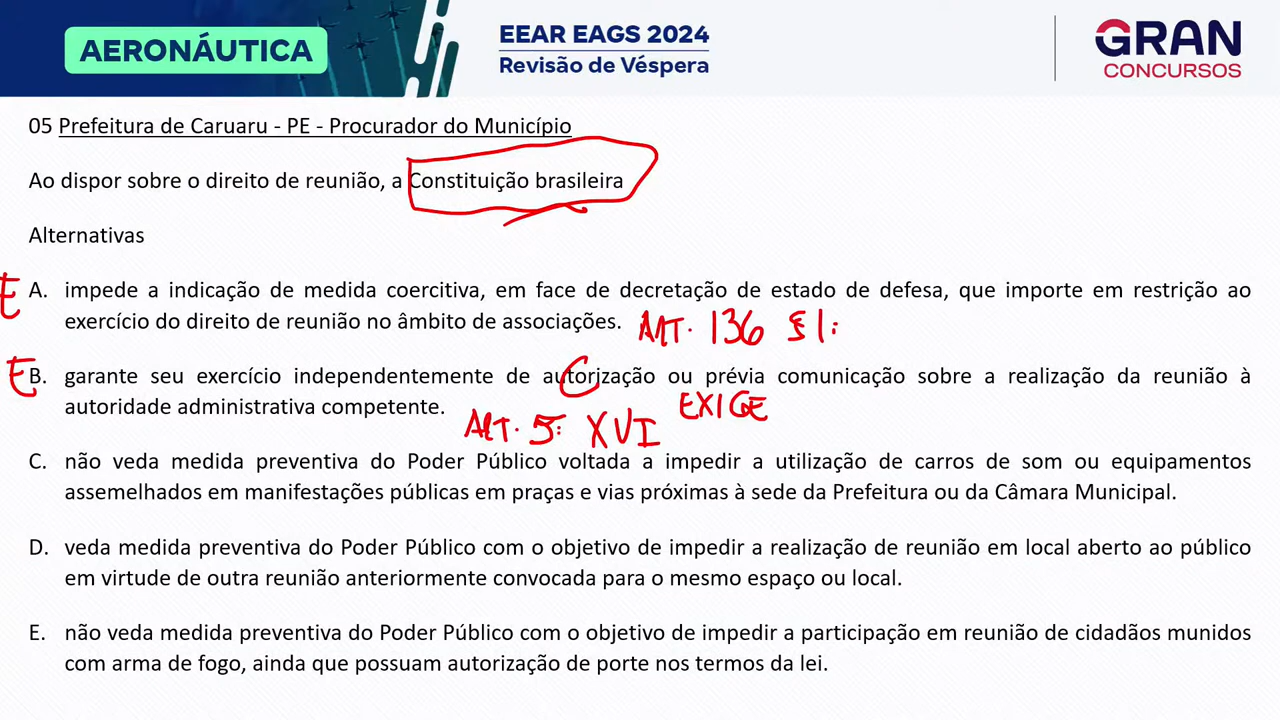 AERONÁUTICA
EEAR EAGS 2024
Revisão de Véspera
GRAN
CONCURSOS
05 Prefeitura de Caruaru - PE - Procurador do Município
Ao dispor sobre o direito de reunião, a Constituição brasileira
Alternativas
E A. impede a indicação de medida coercitiva, em face de decretação de estado de defesa, que importe em restrição ao
exercício do direito de reunião no âmbito de associações. ART. 136 §1º
E B. garante seu exercício independentemente de autorização ou prévia comunicação sobre a realização da reunião à
C
autoridade administrativa competente. EXIGE
ART. 5º XVI
C. não veda medida preventiva do Poder Público voltada a impedir a utilização de carros de som ou equipamentos
assemelhados em manifestações públicas em praças e vias próximas à sede da Prefeitura ou da Câmara Municipal.
D. veda medida preventiva do Poder Público com o objetivo de impedir a realização de reunião em local aberto ao público
em virtude de outra reunião anteriormente convocada para o mesmo espaço ou local.
E. não veda medida preventiva do Poder Público com o objetivo de impedir a participação em reunião de cidadãos munidos
com arma de fogo, ainda que possuam autorização de porte nos termos da lei.